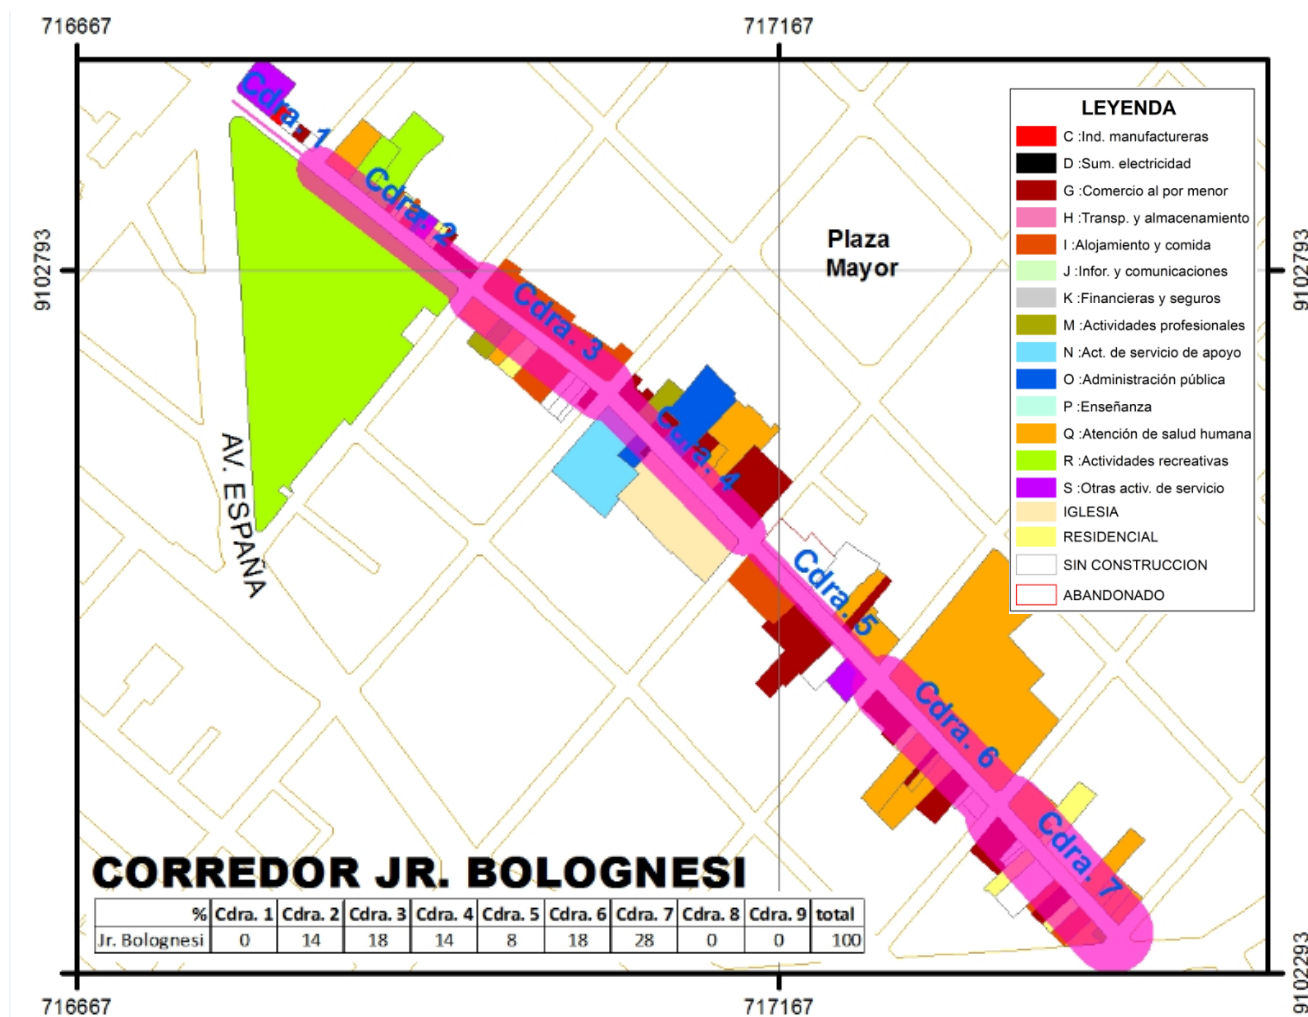 716667
717167
LEYENDA
C :Ind. manufactureras
D :Sum. electricidad
G :Comercio al por menor
H :Transp. y almacenamiento
I :Alojamiento y comida
J :Infor. y comunicaciones
K :Financieras y seguros
M :Actividades profesionales
N :Act. de servicio de apoyo
O :Administración pública
P :Enseñanza
Q :Atención de salud humana
R :Actividades recreativas
S :Otras activ. de servicio
IGLESIA
RESIDENCIAL
SIN CONSTRUCCION
ABANDONADO
Cdra. 1
Cdra. 2
Plaza
Mayor
9102793
9102793
Cdra. 3
Cdra. 4
AV. ESPAÑA
Cdra. 5
Cdra. 6
Cdra. 7
CORREDOR JR. BOLOGNESI
% Cdra. 1 Cdra. 2 Cdra. 3 Cdra. 4 Cdra. 5 Cdra. 6 Cdra. 7 Cdra. 8 Cdra. 9 total
Jr. Bolognesi 0 14 18 14 8 18 28 0 0 100
9102293
716667
717167